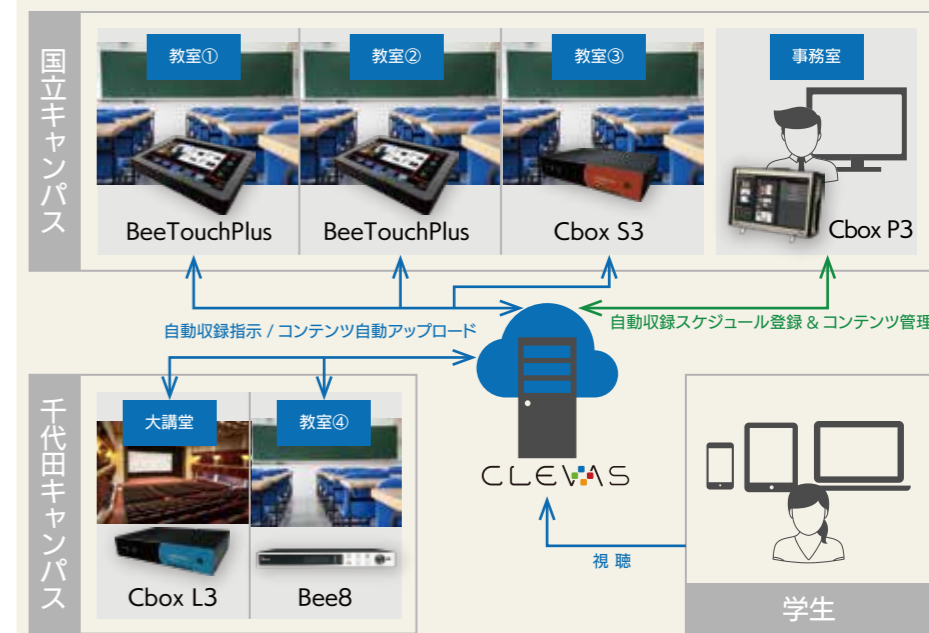 国立キャンパス
教室①
教室②
教室③
事務室
BeeTouchPlus
BeeTouchPlus
Cbox S3
Cbox P3
自動収録指示 / コンテンツ自動アップロード
自動収録スケジュール登録 & コンテンツ管理
千代田キャンパス
大講堂
教室④
Cbox L3
Bee8
CLEVAS
視聴
学生